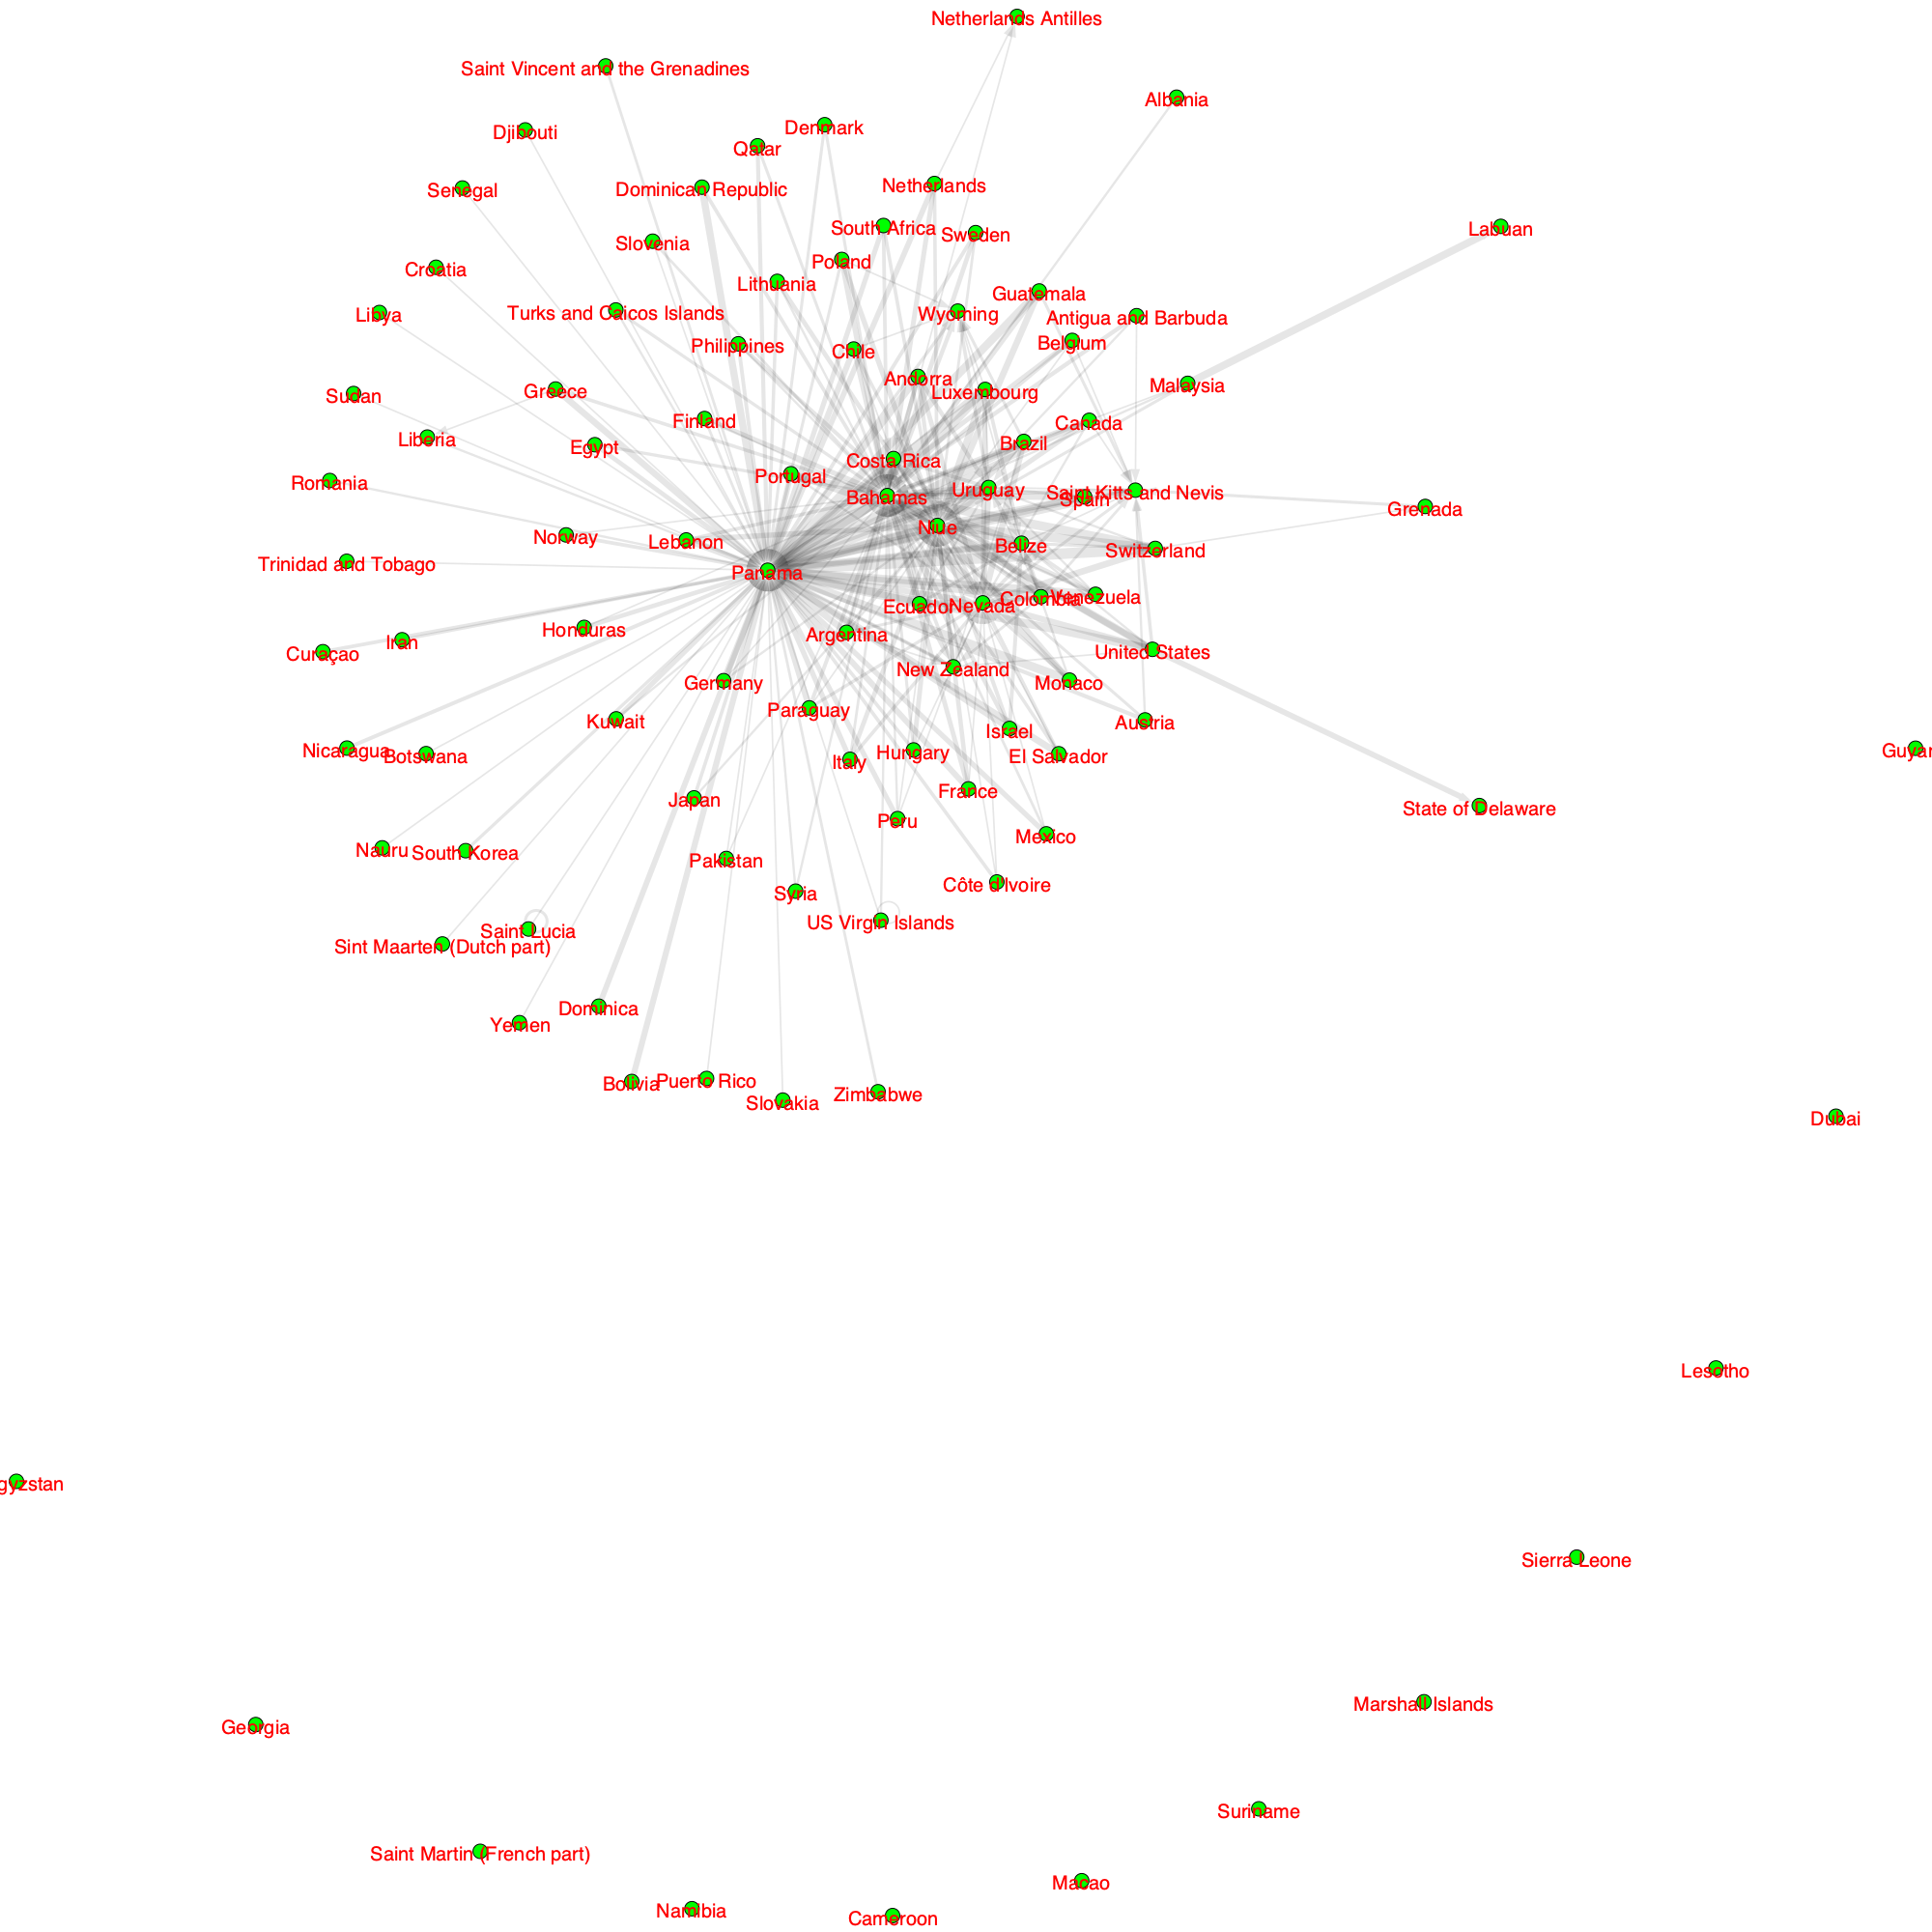 Netherlands Antilles
Saint Vincent and the Grenadines
Albania
Djibouti
Denmark
Qatar
Senegal
Dominican Republic
Netherlands
South Africa
Sweden
Labuan
Slovenia
Poland
Croatia
Lithuania
Guatemala
Libya
Turks and Caicos Islands
Wyoming
Antigua and Barbuda
Philippines
Chile
Belgium
Andorra
Malaysia
Sudan
Greece
Luxembourg
Finland
Canada
Liberia
Egypt
Brazil
Costa Rica
Romania
Portugal
Bahamas
Uruguay
Saint Kitts and Nevis
Spain
Grenada
Niue
Norway
Lebanon
Belize
Switzerland
Trinidad and Tobago
Panama
Ecuador
Nevada
Colombia
Venezuela
Honduras
Argentina
Iran
Curaçao
United States
New Zealand
Germany
Monaco
Paraguay
Kuwait
Austria
Israel
Nicaragua
Botswana
Italy
Hungary
El Salvador
Guyan
France
Japan
State of Delaware
Peru
Mexico
Nauru
South Korea
Pakistan
Côte d'Ivoire
Syria
US Virgin Islands
Saint Lucia
Sint Maarten (Dutch part)
Dominica
Yemen
Bolivia
Puerto Rico
Slovakia
Zimbabwe
Dubai
Lesotho
gyzstan
Sierra Leone
Marshall Islands
Georgia
Suriname
Saint Martin (French part)
Macao
Namibia
Cameroon